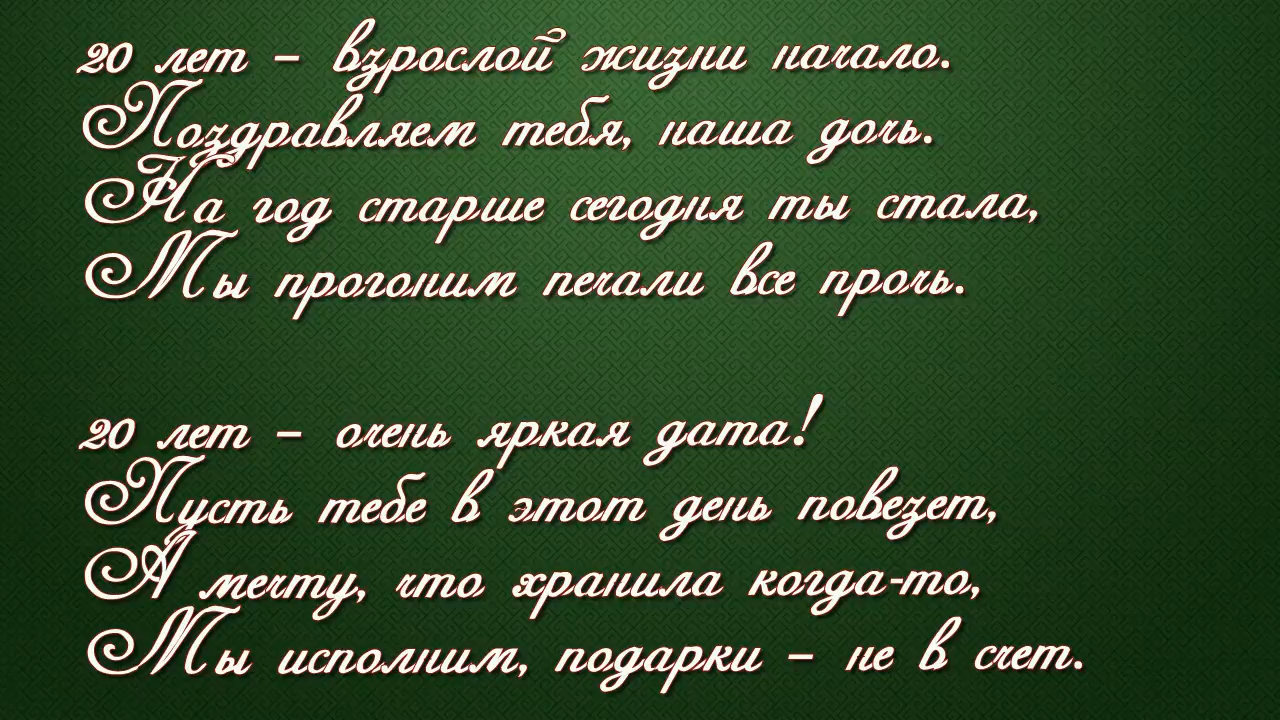 20 лет – взрослой жизни начало.
Поздравляем тебя, наша дочь.
На год старше сегодня ты стала,
Мы прогоним печали все прочь.
20 лет – очень яркая дата!
Пусть тебе в этот день повезет,
А мечту, что хранила когда-то,
Мы исполним, подарки – не в счет.